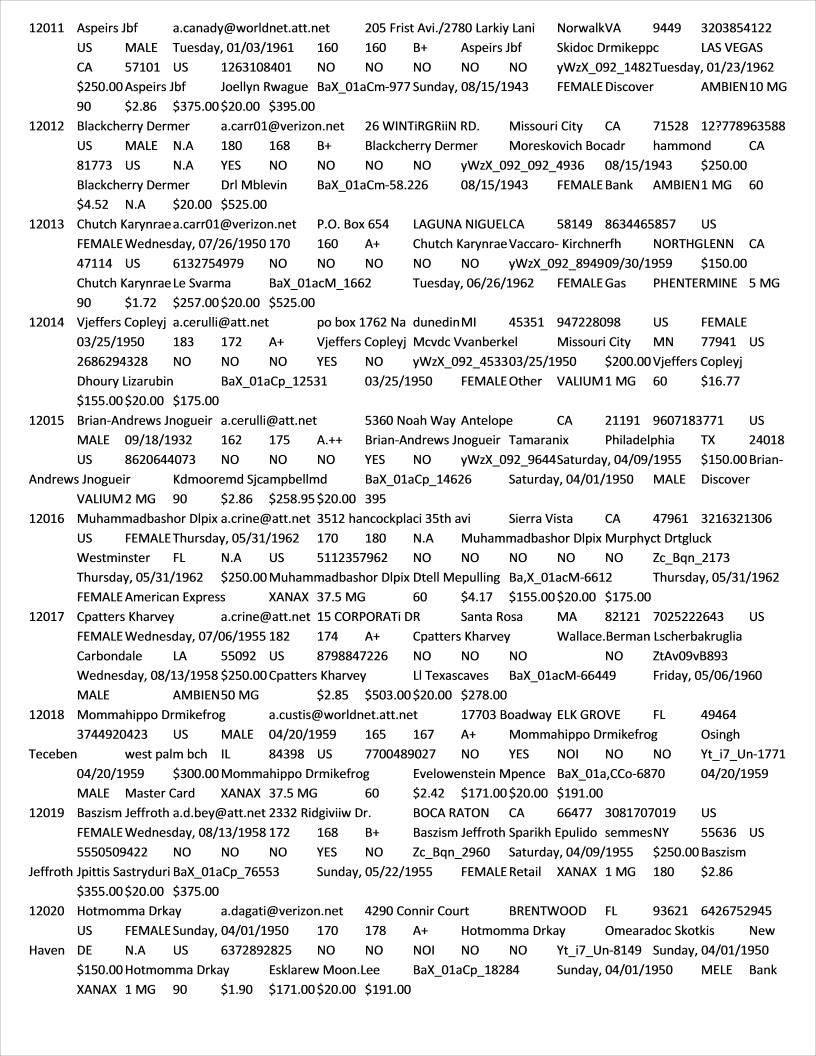 12011 Aspeirs Jbf a.canady@worldnet.att.net 205 Frist Avi./2780 Larkiy Lani NorwalkVA 9449 3203854122
US MALE Tuesday, 01/03/1961 160 160 B+ Aspeirs Jbf Skidoc Drmikeppc LAS VEGAS
CA 57101 US 1263108401 NO NO NO NO NO yWzX_092_1482Tuesday, 01/23/1962
$250.00 Aspeirs Jbf Joellyn Rwague BaX_01aCm-977 Sunday, 08/15/1943 FEMALE Discover AMBIEN 10 MG
90 $2.86 $375.00 $20.00 $395.00
12012 Blackcherry Dermer a.carr01@verizon.net 26 WINTiRGRiiN RD. Missouri City CA 71528 12?778963588
US MALE N.A 180 168 B+ Blackcherry Dermer Moreskovich Bocadr hammond CA
81773 US N.A YES NO NO NO NO yWzX_092_092_4936 08/15/1943 $250.00
Blackcherry Dermer Drl Mblevin BaX_01aCm-58.226 08/15/1943 FEMALE Bank AMBIEN 1 MG 60
$4.52 N.A $20.00 $525.00
12013 Chutch Karynrae a.carr01@verizon.net P.O. Box 654 LAGUNA NIGUELCA 58149 8634465857 US
FEMALE Wednesday, 07/26/1950 170 160 A+ Chutch Karynrae Vaccaro- Kirchnerfh NORTHGLENN CA
47114 US 6132754979 NO NO NO NO NO yWzX_092_894909/30/1959 $150.00
Chutch Karynrae Le Svarma BaX_01acM_1662 Tuesday, 06/26/1962 FEMALE Gas PHENTERMINE 5 MG
90 $1.72 $257.00 $20.00 $525.00
12014 Vjeffers Copleyj a.cerulli@att.net po box 1762 Na dunedin MI 45351 947228098 US FEMALE
03/25/1950 183 172 A+ Vjeffers Copleyj Mcvdc Vvanberkel Missouri City MN 77941 US
2686294328 NO NO NO YES NO yWzX_092_453303/25/1950 $200.00 Vjeffers Copleyj
Dhoury Lizarubin BaX_01aCp_12531 03/25/1950 FEMALE Other VALIUM 1 MG 60 $16.77
$155.00 $20.00 $175.00
12015 Brian-Andrews Jnogueir a.cerulli@att.net 5360 Noah Way Antelope CA 21191 9607183771 US
MALE 09/18/1932 162 175 A.++ Brian-Andrews Jnogueir Tamaranix Philadelphia TX 24018
US 8620644073 NO NO NO YES NO yWzX_092_9644Saturday, 04/09/1955 $150.00 Brian-
Andrews Jnogueir Kdmooremd Sjcampbellmd BaX_01aCp_14626 Saturday, 04/01/1950 MALE Discover
VALIUM 2 MG 90 $2.86 $258.95 $20.00 395
12016 Muhammadbashor Dlpix a.crine@att.net 3512 hancockplaci 35th avi Sierra Vista CA 47961 3216321306
US FEMALE Thursday, 05/31/1962 170 180 N.A Muhammadbashor Dlpix Murphyct Drtgluck
Westminster FL N.A US 5112357962 NO NO NO NO NO Zc_Bqn_2173
Thursday, 05/31/1962 $250.00 Muhammadbashor Dlpix Dtell Mepulling Ba,X_01acM-6612 Thursday, 05/31/1962
FEMALE American Express XANAX 37.5 MG 60 $4.17 $155.00 $20.00 $175.00
12017 Cpatters Kharvey a.crine@att.net 15 CORPORATi DR Santa Rosa MA 82121 7025222643 US
FEMALE Wednesday, 07/06/1955 182 174 A+ Cpatters Kharvey Wallace.Berman Lscherbakruglia
Carbondale LA 55092 US 8798847226 NO NO NO NO ZtAv09vB893
Wednesday, 08/13/1958 $250.00 Cpatters Kharvey Ll Texascaves BaX_01acM-66449 Friday, 05/06/1960
MALE AMBIEN 50 MG $2.85 $503.00 $20.00 $278.00
12018 Mommahippo Drmikefrog a.custis@worldnet.att.net 17703 Boadway ELK GROVE FL 49464
3744920423 US MALE 04/20/1959 165 167 A+ Mommahippo Drmikefrog Osingh
Teceben west palm bch IL 84398 US 7700489027 NO YES NOI NO NO Yt_i7_Un-1771
04/20/1959 $300.00 Mommahippo Drmikefrog Evelowenstein Mpence BaX_01a,CCo-6870 04/20/1959
MALE Master Card XANAX 37.5 MG 60 $2.42 $171.00 $20.00 $191.00
12019 Baszism Jeffroth a.d.bey@att.net 2332 Ridgiviiw Dr. BOCA RATON CA 66477 3081707019 US
FEMALE Wednesday, 08/13/1958 172 168 B+ Baszism Jeffroth Sparikh Epulido semmes NY 55636 US
5550509422 NO NO NO YES NO Zc_Bqn_2960 Saturday, 04/09/1955 $250.00 Baszism
Jeffroth Jpittis Sastryduri BaX_01aCp_76553 Sunday, 05/22/1955 FEMALE Retail XANAX 1 MG 180 $2.86
$355.00 $20.00 $375.00
12020 Hotmomma Drkay a.dagati@verizon.net 4290 Connir Court BRENTWOOD FL 93621 6426752945
US FEMALE Sunday, 04/01/1950 170 178 A+ Hotmomma Drkay Omearadoc Skotkis New
Haven DE N.A US 6372892825 NO NO NOI NO NO Yt_i7_Un-8149 Sunday, 04/01/1950
$150.00 Hotmomma Drkay Esklarew Moon.Lee BaX_01aCp_18284 Sunday, 04/01/1950 MELE Bank
XANAX 1 MG 90 $1.90 $171.00 $20.00 $191.00